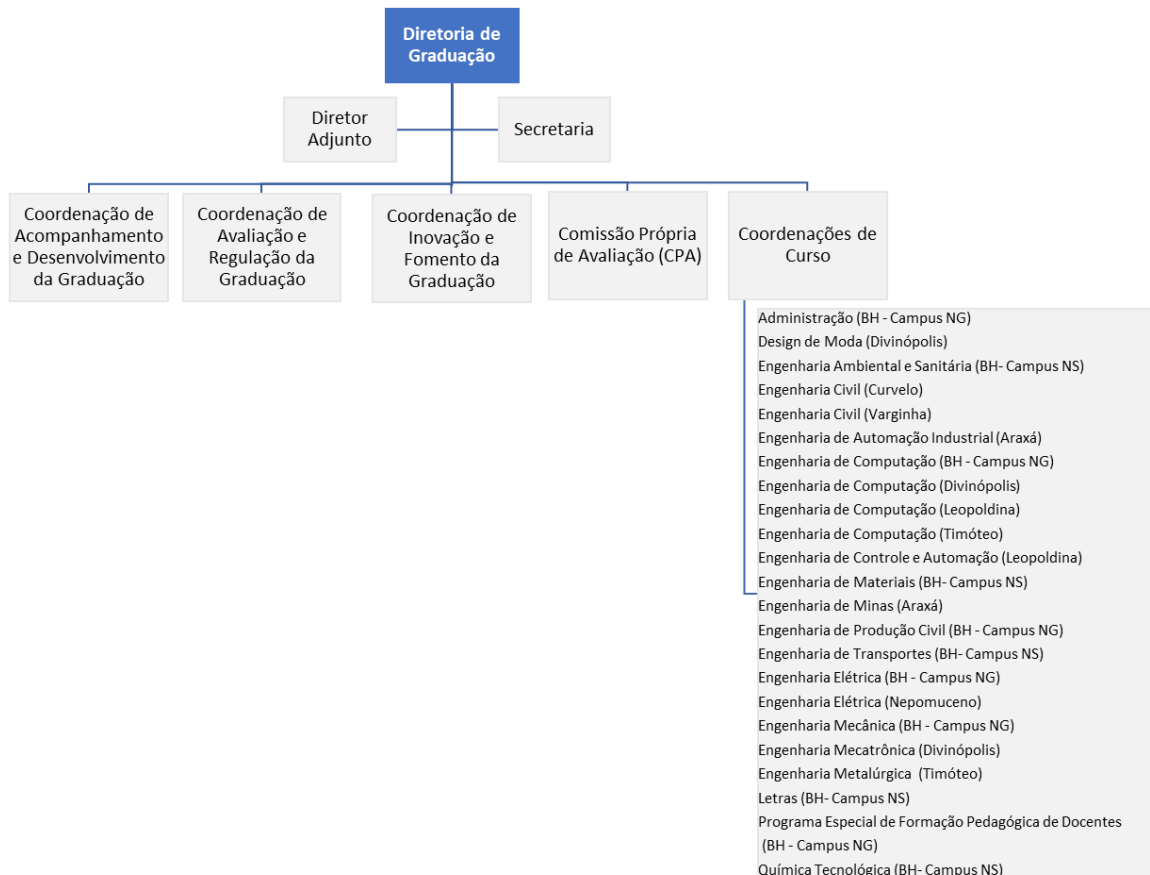 Diretoria de
Graduação
Diretor
Adjunto
Secretaria
Coordenação de
Acompanhamento
e Desenvolvimento
da Graduação
Coordenação de
Avaliação e
Regulação da
Graduação
Coordenação de
Inovação e
Fomento da
Graduação
Comissão Própria
de Avaliação (CPA)
Coordenações de
Curso
Administração (BH - Campus NG)
Design de Moda (Divinópolis)
Engenharia Ambiental e Sanitária (BH- Campus NS)
Engenharia Civil (Curvelo)
Engenharia Civil (Varginha)
Engenharia de Automação Industrial (Araxá)
Engenharia de Computação (BH - Campus NG)
Engenharia de Computação (Divinópolis)
Engenharia de Computação (Leopoldina)
Engenharia de Computação (Timóteo)
Engenharia de Controle e Automação (Leopoldina)
Engenharia de Materiais (BH- Campus NS)
Engenharia de Minas (Araxá)
Engenharia de Produção Civil (BH - Campus NG)
Engenharia de Transportes (BH- Campus NS)
Engenharia Elétrica (BH - Campus NG)
Engenharia Elétrica (Nepomuceno)
Engenharia Mecânica (BH - Campus NG)
Engenharia Mecatrônica (Divinópolis)
Engenharia Metalúrgica (Timóteo)
Letras (BH- Campus NS)
Programa Especial de Formação Pedagógica de Docentes
(BH - Campus NG)
Química Tecnológica (BH- Campus NS)